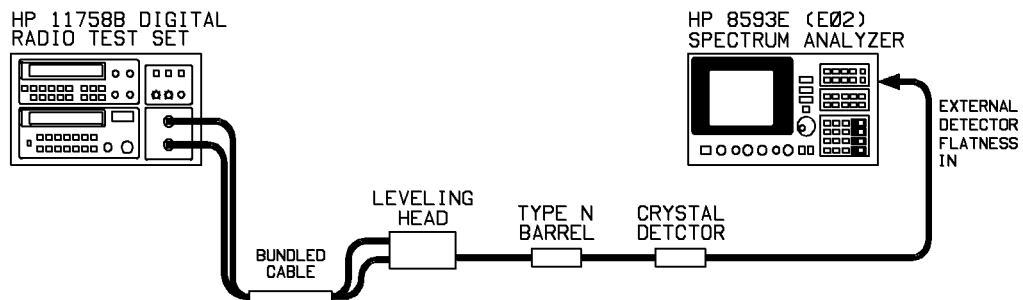 HP 11758B DIGITAL
RADIO TEST SET
HP 8593E (E02)
SPECTRUM ANALYZER
EXTERNAL
DETECTOR
FLATNESS
IN
LEVELING
HEAD
TYPE N
BARREL
CRYSTAL
DETCTOR
BUNDLED
CABLE